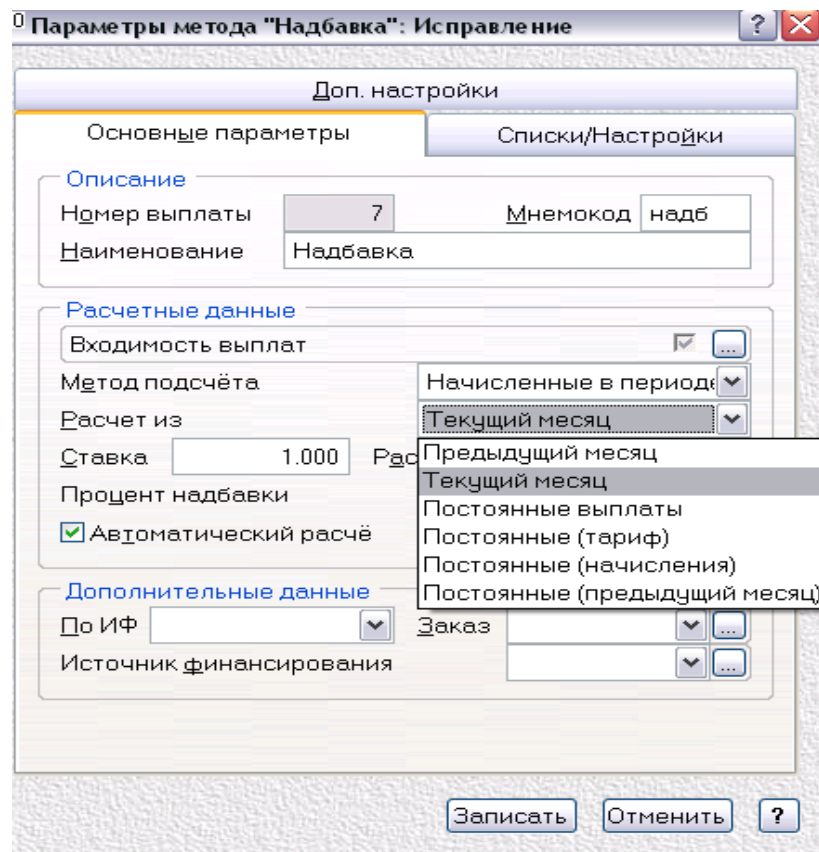 0 Параметры метода "Надбавка": Исправление ?
Доп. настройки
Основные параметры Списки/Настройки
Описание
Номер выплаты 7 Мнемокод надб
Наименование Надбавка
Расчетные данные
Входимость выплат ...
Метод подсчёта Начисленные в период
Расчет из Текущий месяц
Ставка 1.000 Рас
Предыдущий месяц
Текущий месяц
Процент надбавки
Постоянные выплаты
Автоматический расчё
Постоянные (тариф)
Постоянные (начисления)
Постоянные (предыдущий месяц)
Дополнительные данные
По ИФ Заказ ...
Источник финансирования ...
Записать Отменить ?